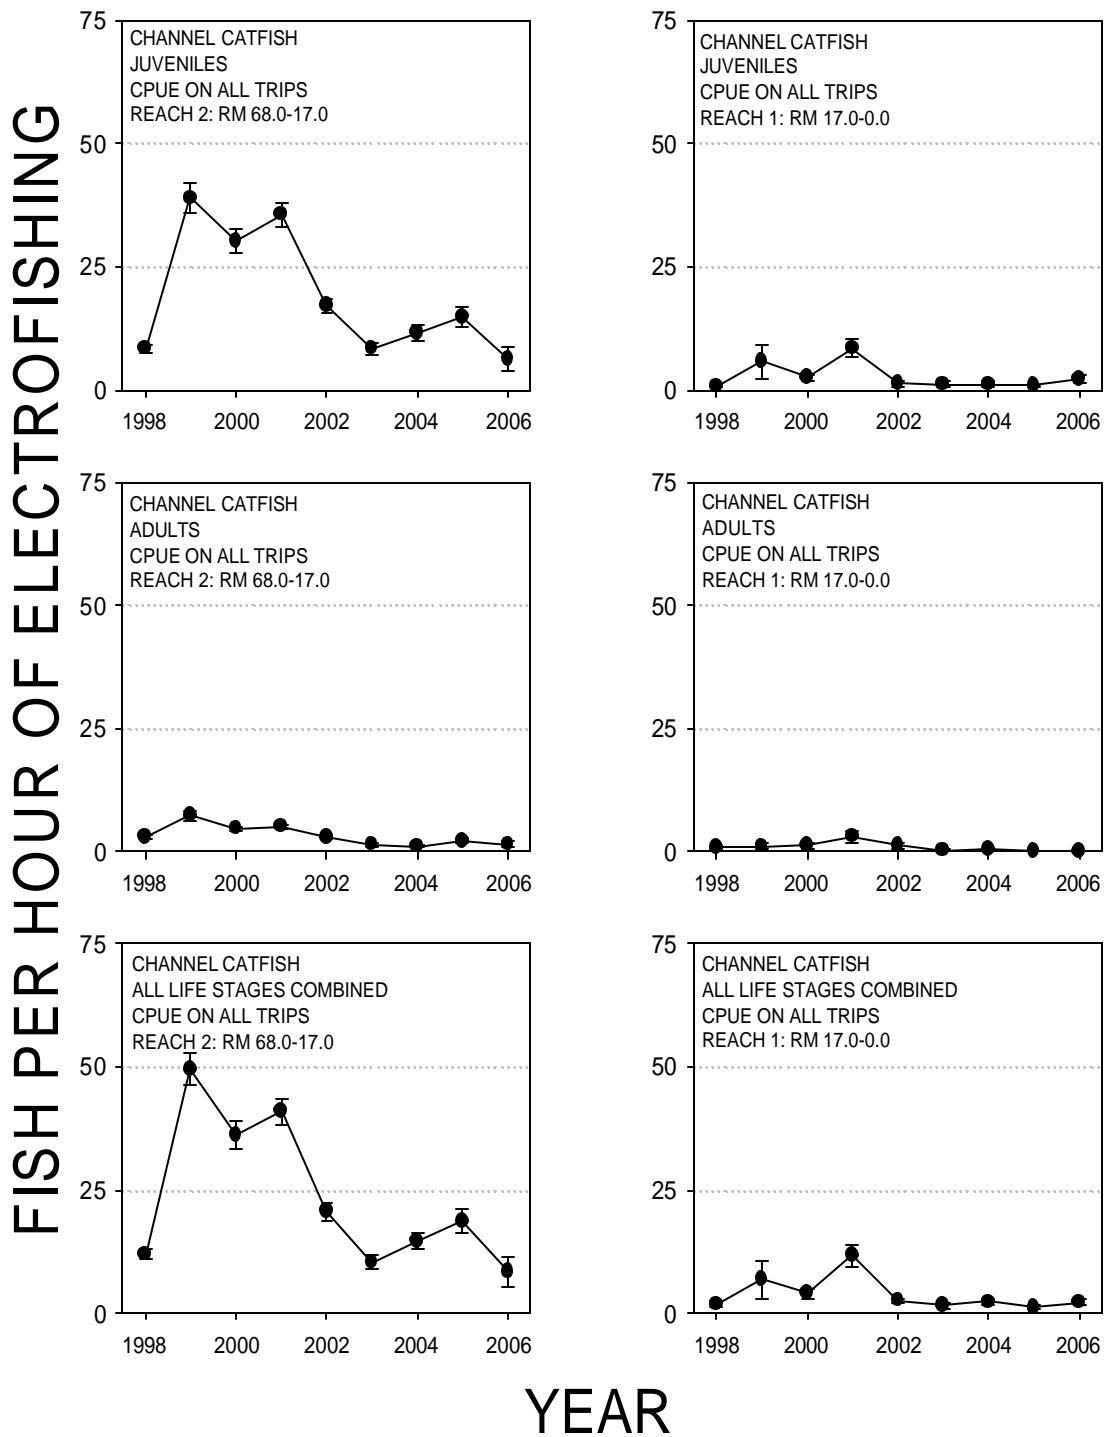 FISH PER HOUR OF ELECTROFISHING
75
CHANNEL CATFISH
JUVENILES
CPUE ON ALL TRIPS
REACH 2: RM 68.0-17.0
50
25
0
1998 2000 2002 2004 2006
75
CHANNEL CATFISH
JUVENILES
CPUE ON ALL TRIPS
REACH 1: RM 17.0-0.0
50
25
0
1998 2000 2002 2004 2006
75
CHANNEL CATFISH
ADULTS
CPUE ON ALL TRIPS
REACH 2: RM 68.0-17.0
50
25
0
1998 2000 2002 2004 2006
75
CHANNEL CATFISH
ADULTS
CPUE ON ALL TRIPS
REACH 1: RM 17.0-0.0
50
25
0
1998 2000 2002 2004 2006
75
CHANNEL CATFISH
ALL LIFE STAGES COMBINED
CPUE ON ALL TRIPS
REACH 2: RM 68.0-17.0
50
25
0
1998 2000 2002 2004 2006
75
CHANNEL CATFISH
ALL LIFE STAGES COMBINED
CPUE ON ALL TRIPS
REACH 1: RM 17.0-0.0
50
25
0
1998 2000 2002 2004 2006
YEAR